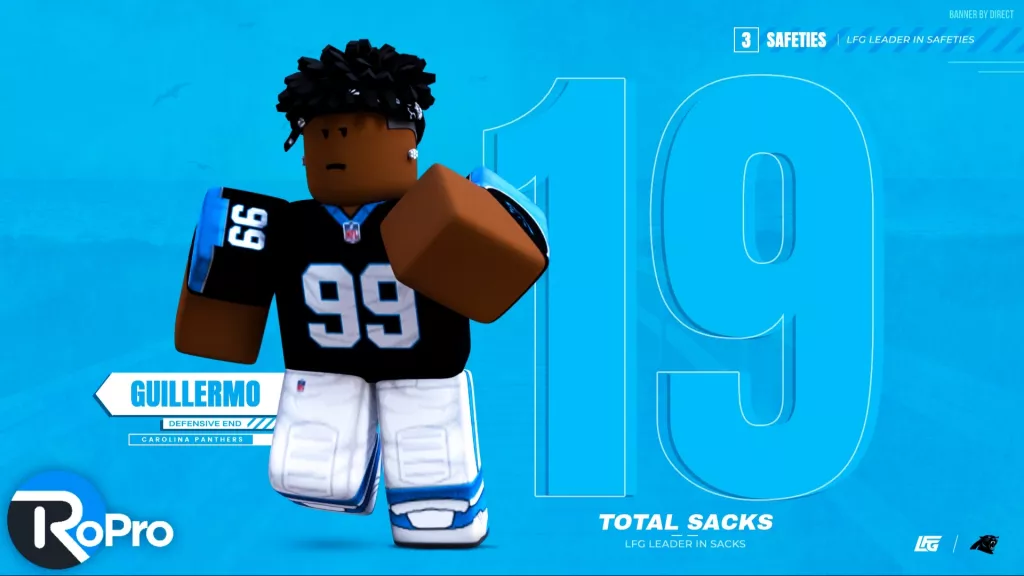 BANNER BY DIRECT
3 SAFETIES LFG LEADER IN SAFETIES
19
99
99
GUILLERMO
DEFENSIVE END
CAROLINA PANTHERS
TOTAL SACKS
LFG LEADER IN SACKS
RoPro
LFG